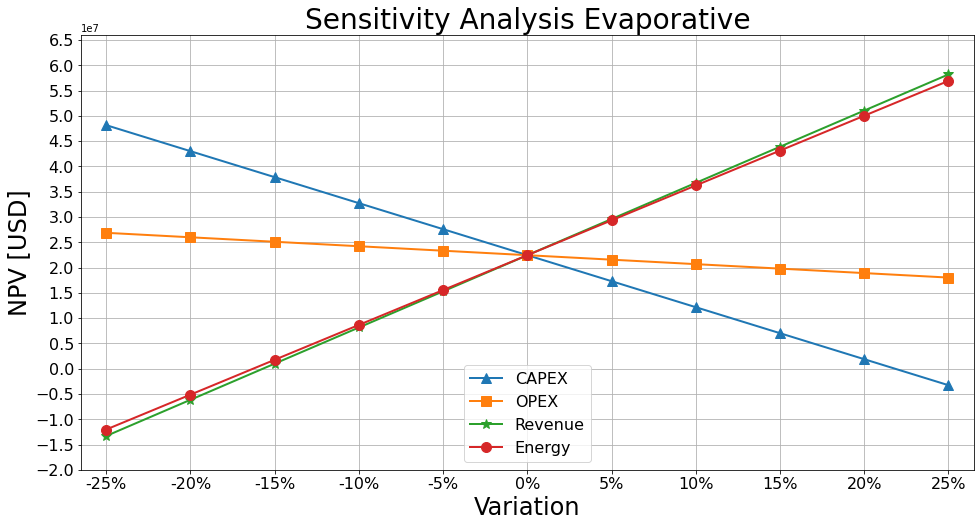 Sensitivity Analysis Evaporative
1e7
6.5
6.0
5.5
5.0
4.5
4.0
3.5
3.0
2.5
2.0
1.5
1.0
0.5
0.0
−0.5
−1.0
−1.5
−2.0
NPV [USD]
CAPEX
OPEX
Revenue
Energy
-25% -20% -15% -10% -5% 0% 5% 10% 15% 20% 25%
Variation